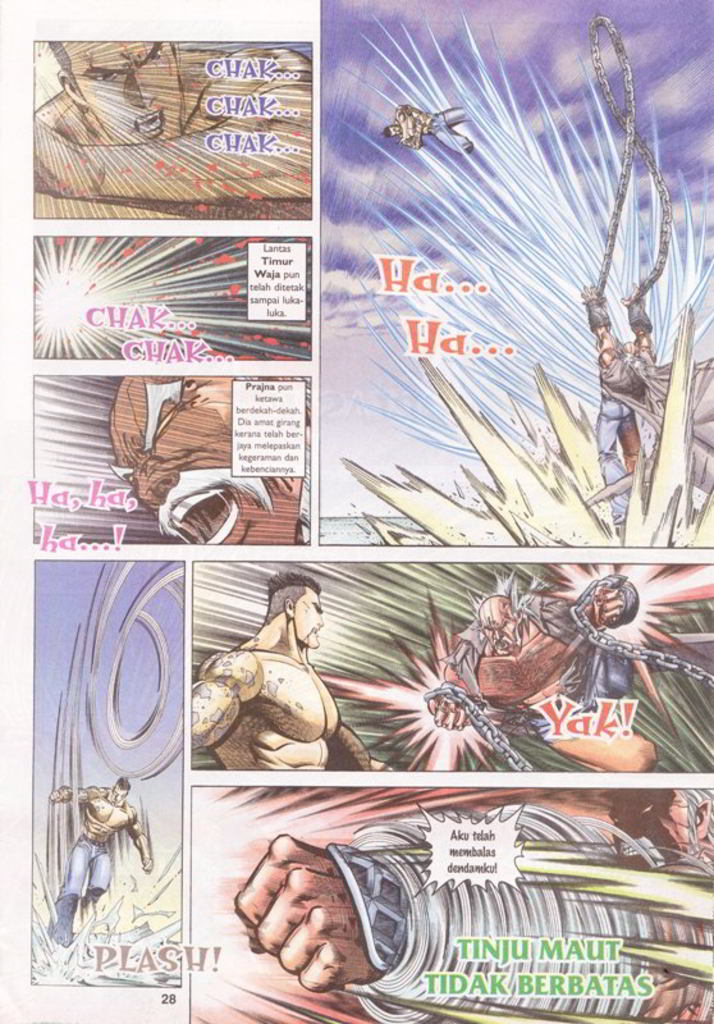 CHAK...
CHAK...
CHAK...
Lantas
Timur
Waja pun
telah ditetak
sampai luka-
luka.
CHAK...
CHAK...
Prajna pun
ketawa
berdekah-dekah.
Dia amat girang
kerana telah ber-
jaya melepaskan
kegeraman dan
kebenciannya.
Ha, ha,
ha...!
Ha...
Ha...
PLASH!
Yak!
Aku telah
membalas
dendamku!
TINJU MAUT
TIDAK BERBATAS
28